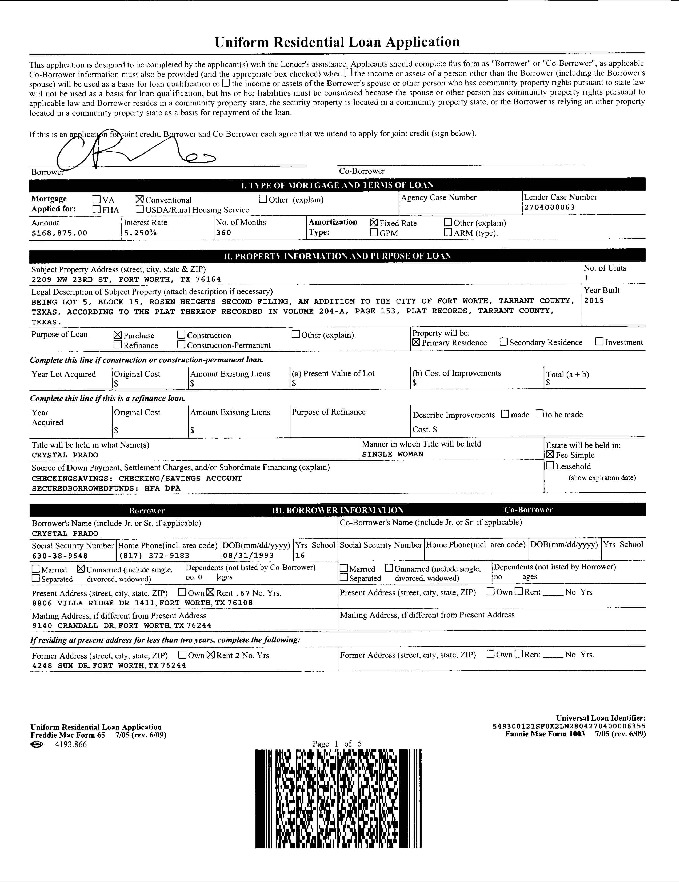 Uniform Residential Loan Application
This application is designed to be completed by the applicant(s) with the Lender's assistance. Applicants should complete this form as "Borrower" or "Co-Borrower", as applicable
Co-Borrower information must also be provided (and the appropriate box checked) when the income or assets of a person other than the Borrower (including the Borrower's
spouse) will be used as a basis for loan qualification or the income or assets of the Borrower's spouse or other person who has community property rights pursuant to state law
will not be used as a basis for loan qualification, but his or her liabilities must be considered because the spouse or other person has community property rights pursuant to
applicable law and Borrower resides in a community property state, the security property is located in a community property state, or the Borrower is relying on other property
located in a community property state as a basis for repayment of the loan.
If this is an application for joint credit, Borrower and Co-Borrower each agree that we intend to apply for joint credit (sign below).
Borrower Co-Borrower
I. TYPE OF MORTGAGE AND TERMS OF LOAN
Mortgage VA Conventional Other (explain) Agency Case Number Lender Case Number
Applied for: FHA USDA/Rural Housing Service 2704000063
Amount Interest Rate No. of Months Amortization Fixed Rate Other (explain)
$168,875.00 5.250% 360 Type: GPM ARM (type).
II. PROPERTY INFORMATION AND PURPOSE OF LOAN
Subject Property Address (street, city, state & ZIP) No. of Units
2209 NW 23RD ST, FORT WORTH, TX 76164 1
Legal Description of Subject Property (attach description if necessary) Year Built
BEING LOT 5, BLOCK 15, ROSEN HEIGHTS SECOND FILING, AN ADDITION TO THE CITY OF FORT WORTH, TARRANT COUNTY, 2015
TEXAS, ACCORDING TO THE PLAT THEREOF RECORDED IN VOLUME 204-A, PAGE 153, PLAT RECORDS, TARRANT COUNTY,
TEXAS.
Purpose of Loan Purchase Construction Other (explain) Property will be:
Refinance Construction-Permanent Primary Residence Secondary Residence Investment
Complete this line if construction or construction-permanent loan.
Year Lot Acquired Original Cost Amount Existing Liens (a) Present Value of Lot (b) Cost of Improvements Total (a + b)
$ $ $ $ $
Complete this line if this is a refinance loan.
Year Original Cost Amount Existing Liens Purpose of Refinance Describe Improvements made to be made
Acquired
$ $ Cost. $
Title will be held in what Name(s) Manner in which Title will be held Estate will be held in:
CRYSTAL PRADO SINGLE WOMAN Fee Simple
Source of Down Payment, Settlement Charges, and/or Subordinate Financing (explain) Leasehold
CHECKINGSAVINGS: CHECKING/SAVINGS ACCOUNT (show expiration date)
SECUREDBORROWEDFUNDS: HFA DPA
Borrower III. BORROWER INFORMATION Co-Borrower
Borrower's Name (include Jr. or Sr. if applicable) Co-Borrower's Name (include Jr. or Sr. if applicable)
CRYSTAL PRADO
Social Security Number Home Phone(incl. area code) DOB(mm/dd/yyyy) Yrs School Social Security Number Home Phone(incl. area code) DOB(mm/dd/yyyy) Yrs School
630-38-9648 (817) 372-9183 08/31/1993 16
Married Unmarried (include single, Dependents (not listed by Co-Borrower) Married Unmarried (include single, Dependents (not listed by Borrower)
Separated divorced, widowed) no. 0 ages Separated divorced, widowed) no ages
Present Address (street, city, state, ZIP) Own Rent .67 No. Yrs. Present Address (street, city, state, ZIP) Own Rent No. Yrs
8806 VILLA RIDGE DR 1411, FORT WORTH, TX 76108
Mailing Address, if different from Present Address Mailing Address, if different from Present Address
9140 CRANDALL DR, FORT WORTH, TX 76244
If residing at present address for less than two years, complete the following:
Former Address (street, city, state, ZIP) Own Rent 2 No. Yrs Former Address (street, city, state, ZIP) Own Rent No. Yrs.
4248 SUN DR, FORT WORTH, TX 76244
Universal Loan Identifier:
Uniform Residential Loan Application
Freddie Mac Form 65 7/05 (rev. 6/09) Fannie Mae Form 1003 7/05 (rev. 6/09)
4193.866 Page 1 of 5